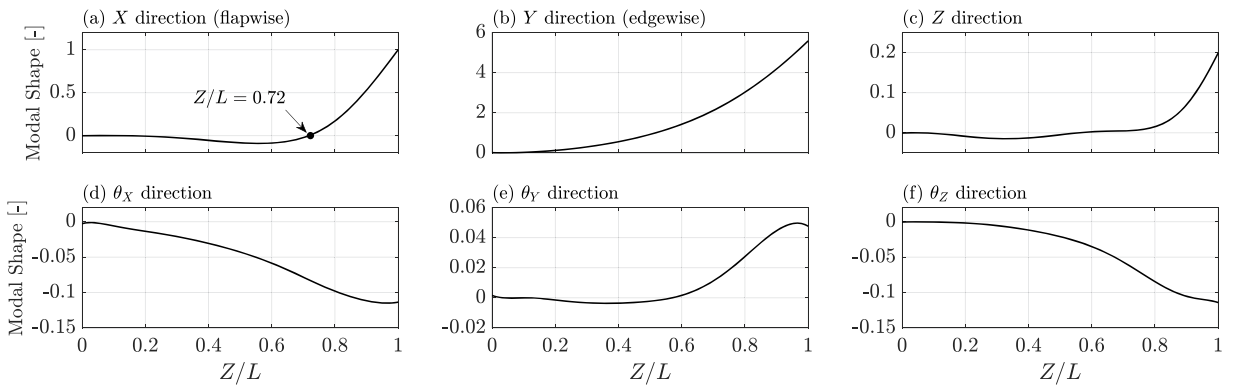 (a) X direction (flapwise)
(b) Y direction (edgewise)
(c) Z direction
Modal Shape [-]
1
0.5
0
Z/L = 0.72
6
4
2
0
0.2
0.1
0
(d) θ_X direction
(e) θ_Y direction
(f) θ_Z direction
Modal Shape [-]
0
-0.05
-0.1
-0.15
0 0.2 0.4 0.6 0.8 1
Z/L
0.06
0.04
0.02
0
-0.02
0 0.2 0.4 0.6 0.8 1
Z/L
0
-0.05
-0.1
-0.15
0 0.2 0.4 0.6 0.8 1
Z/L